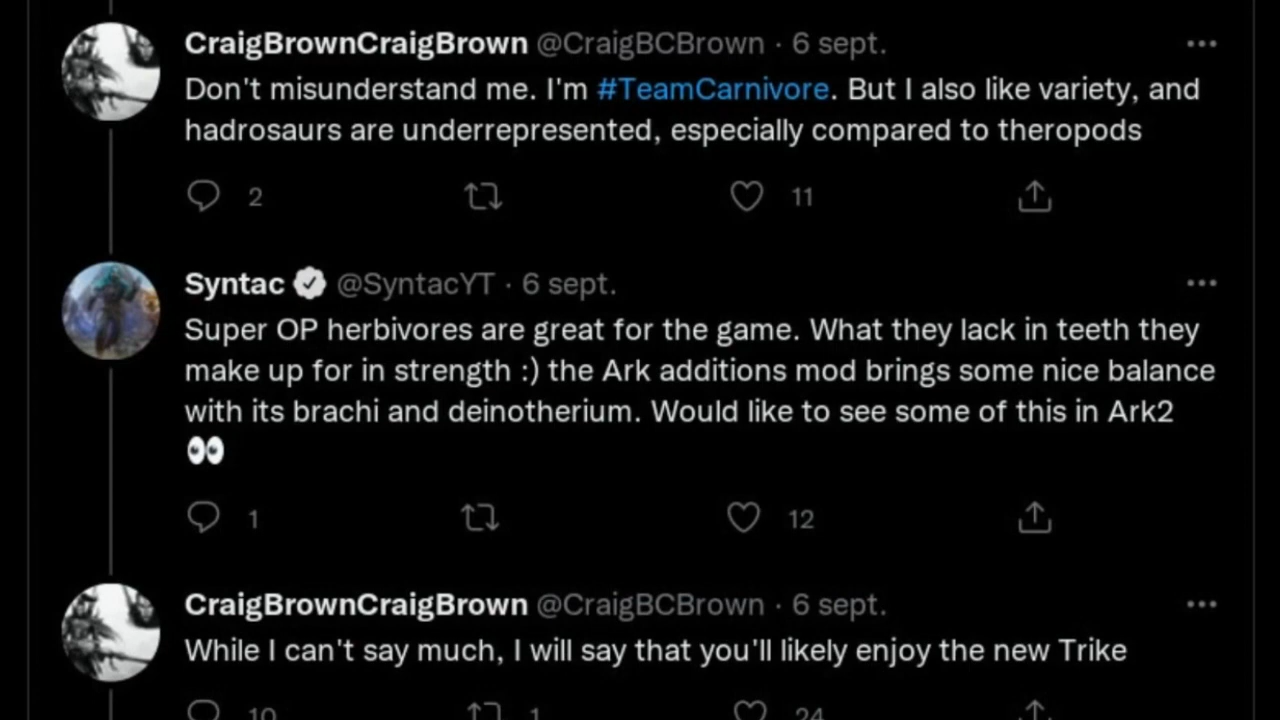 CraigBrownCraigBrown @CraigBCBrown · 6 sept.
Don't misunderstand me. I'm #TeamCarnivore. But I also like variety, and
hadrosaurs are underrepresented, especially compared to theropods
2 11
Syntac @SyntacYT · 6 sept.
Super OP herbivores are great for the game. What they lack in teeth they
make up for in strength :) the Ark additions mod brings some nice balance
with its brachi and deinotherium. Would like to see some of this in Ark2
👀
1 12
CraigBrownCraigBrown @CraigBCBrown · 6 sept.
While I can't say much, I will say that you'll likely enjoy the new Trike
10 1 24